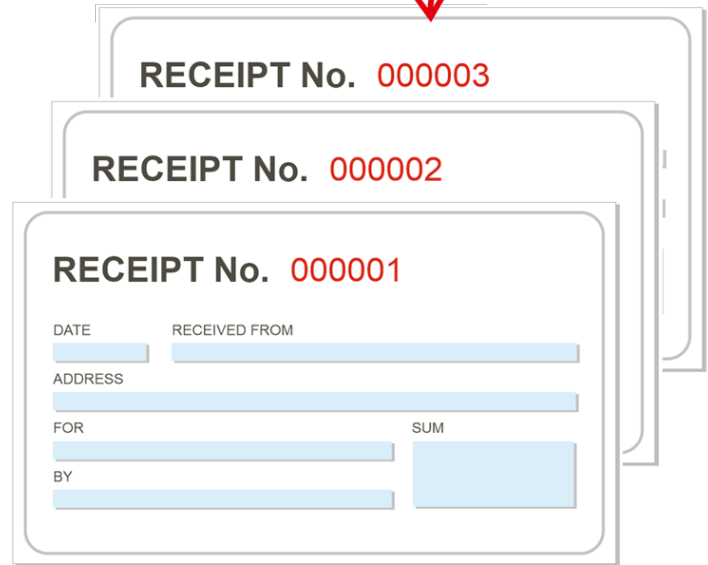 RECEIPT No. 000003
RECEIPT No. 000002
RECEIPT No. 000001
DATE RECEIVED FROM
ADDRESS
FOR SUM
BY